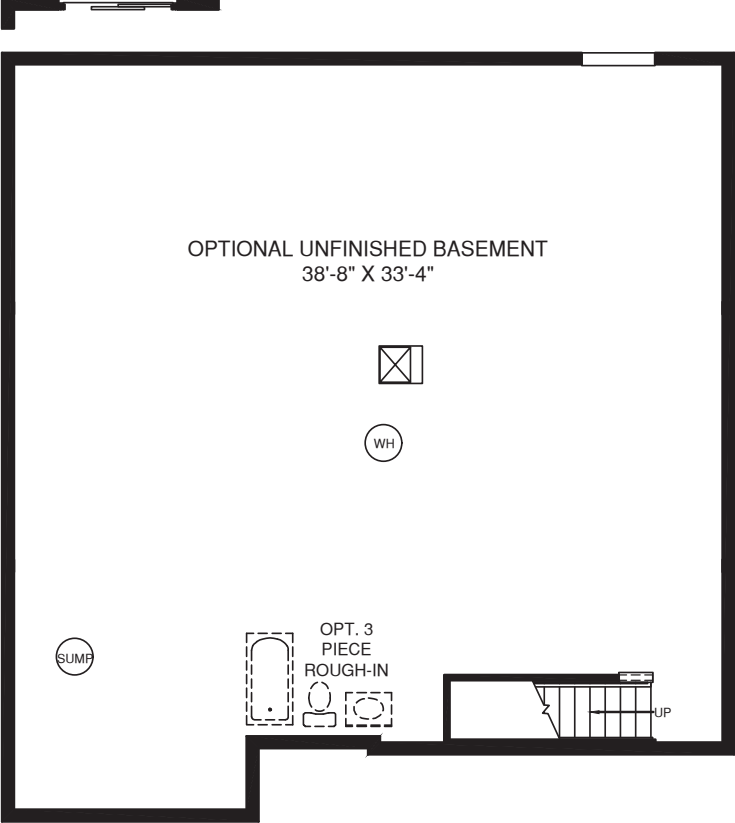 OPTIONAL UNFINISHED BASEMENT
38'-8" X 33'-4"
WH
OPT. 3
PIECE
ROUGH-IN
SUMP
UP